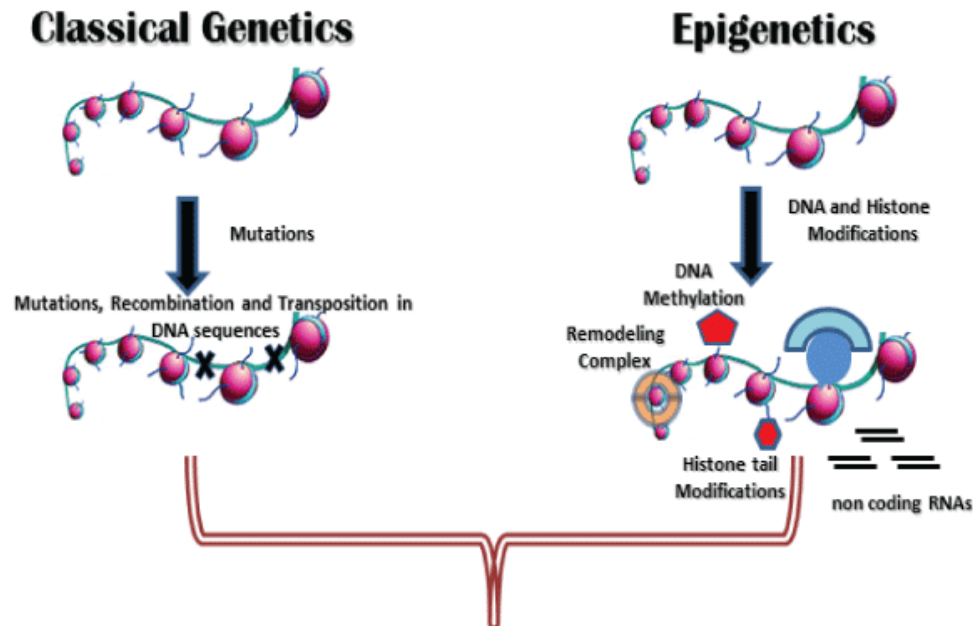 Classical Genetics
Epigenetics
Mutations
DNA and Histone
Modifications
Mutations, Recombination and Transposition in
DNA sequences
DNA
Methylation
Remodeling
Complex
Histone tail
Modifications
non coding RNAs